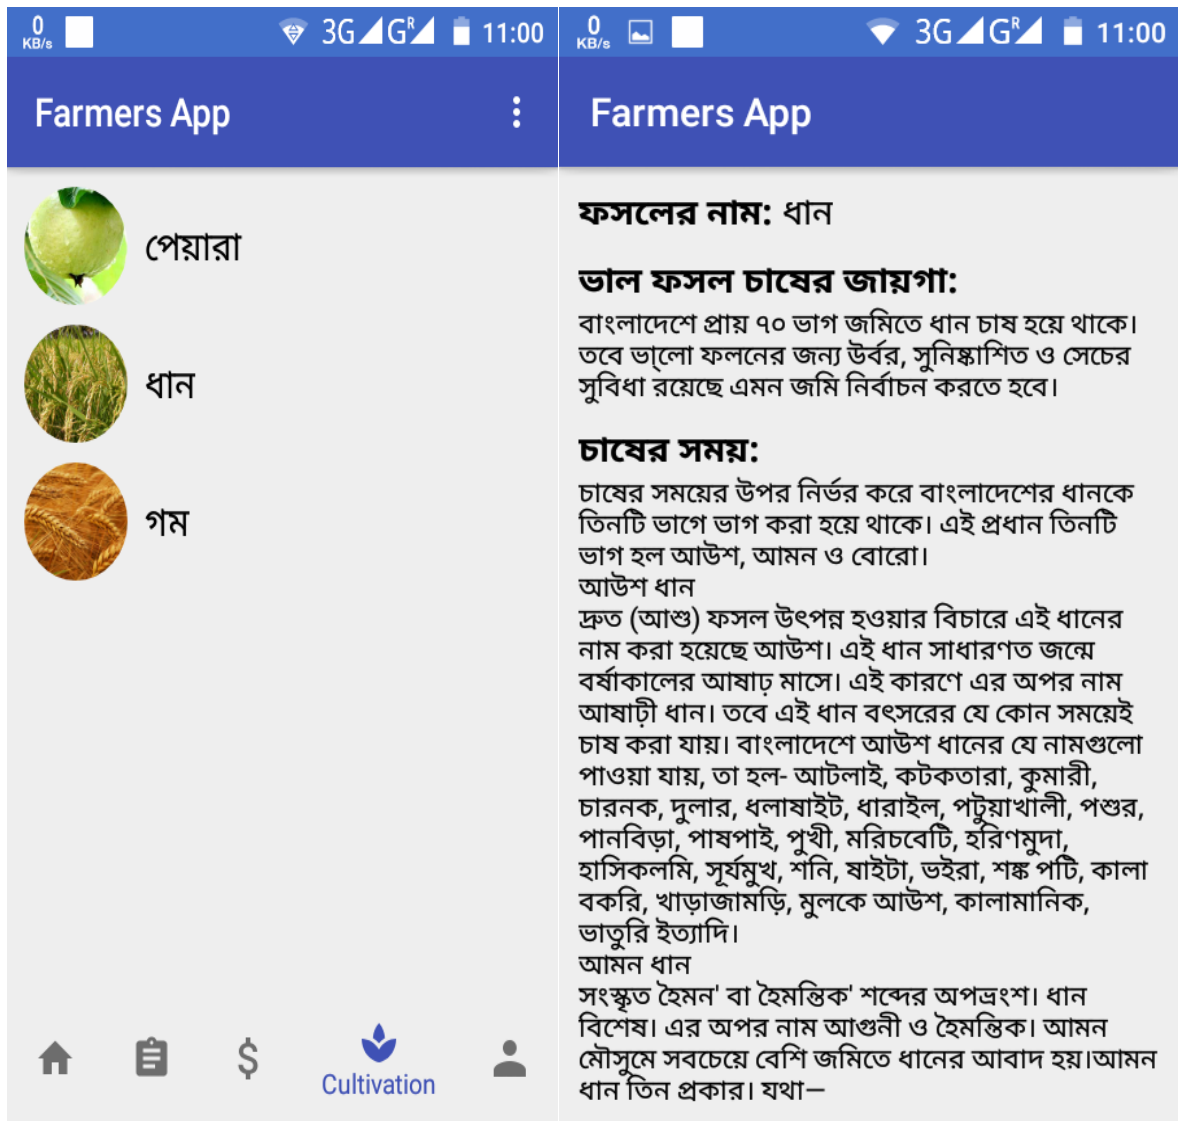 0
KB/s
3G
G
R
11:00
Farmers App
পেয়ারা
ধান
গম
Cultivation
0
KB/s
3G
G
R
11:00
Farmers App
ফসলের নাম: ধান
ভাল ফসল চাষের জায়গা:
বাংলাদেশে প্রায় ৭০ ভাগ জমিতে ধান চাষ হয়ে থাকে।
তবে ভা্লো ফলনের জন্য উর্বর, সুনিষ্কাশিত ও সেচের
সুবিধা রয়েছে এমন জমি নির্বাচন করতে হবে।
চাষের সময়:
চাষের সময়ের উপর নির্ভর করে বাংলাদেশের ধানকে
তিনটি ভাগে ভাগ করা হয়ে থাকে। এই প্রধান তিনটি
ভাগ হল আউশ, আমন ও বোরো।
আউশ ধান
দ্রুত (আশু) ফসল উৎপন্ন হওয়ার বিচারে এই ধানের
নাম করা হয়েছে আউশ। এই ধান সাধারণত জন্মে
বর্ষাকালের আষাঢ় মাসে। এই কারণে এর অপর নাম
আষাঢ়ী ধান। তবে এই ধান বৎসরের যে কোন সময়েই
চাষ করা যায়। বাংলাদেশে আউশ ধানের যে নামগুলো
পাওয়া যায়, তা হল- আটলাই, কটকতারা, কুমারী,
চারনক, দুলার, ধলাষাইট, ধারাইল, পটুয়াখালী, পশুর,
পানবিড়া, পাষপাই, পুখী, মরিচবেটি, হরিণমুদা,
হাসিকলমি, সূর্যমুখ, শনি, ষাইটা, ভইরা, শঙ্ক পটি, কালা
বকরি, খাড়াজামড়ি, মুলকে আউশ, কালামানিক,
ভাতুরি ইত্যাদি।
আমন ধান
সংস্কৃত হৈমন' বা হৈমন্তিক' শব্দের অপভ্রংশ। ধান
বিশেষ। এর অপর নাম আগুনী ও হৈমন্তিক। আমন
মৌসুমে সবচেয়ে বেশি জমিতে ধানের আবাদ হয়।আমন
ধান তিন প্রকার। যথা—